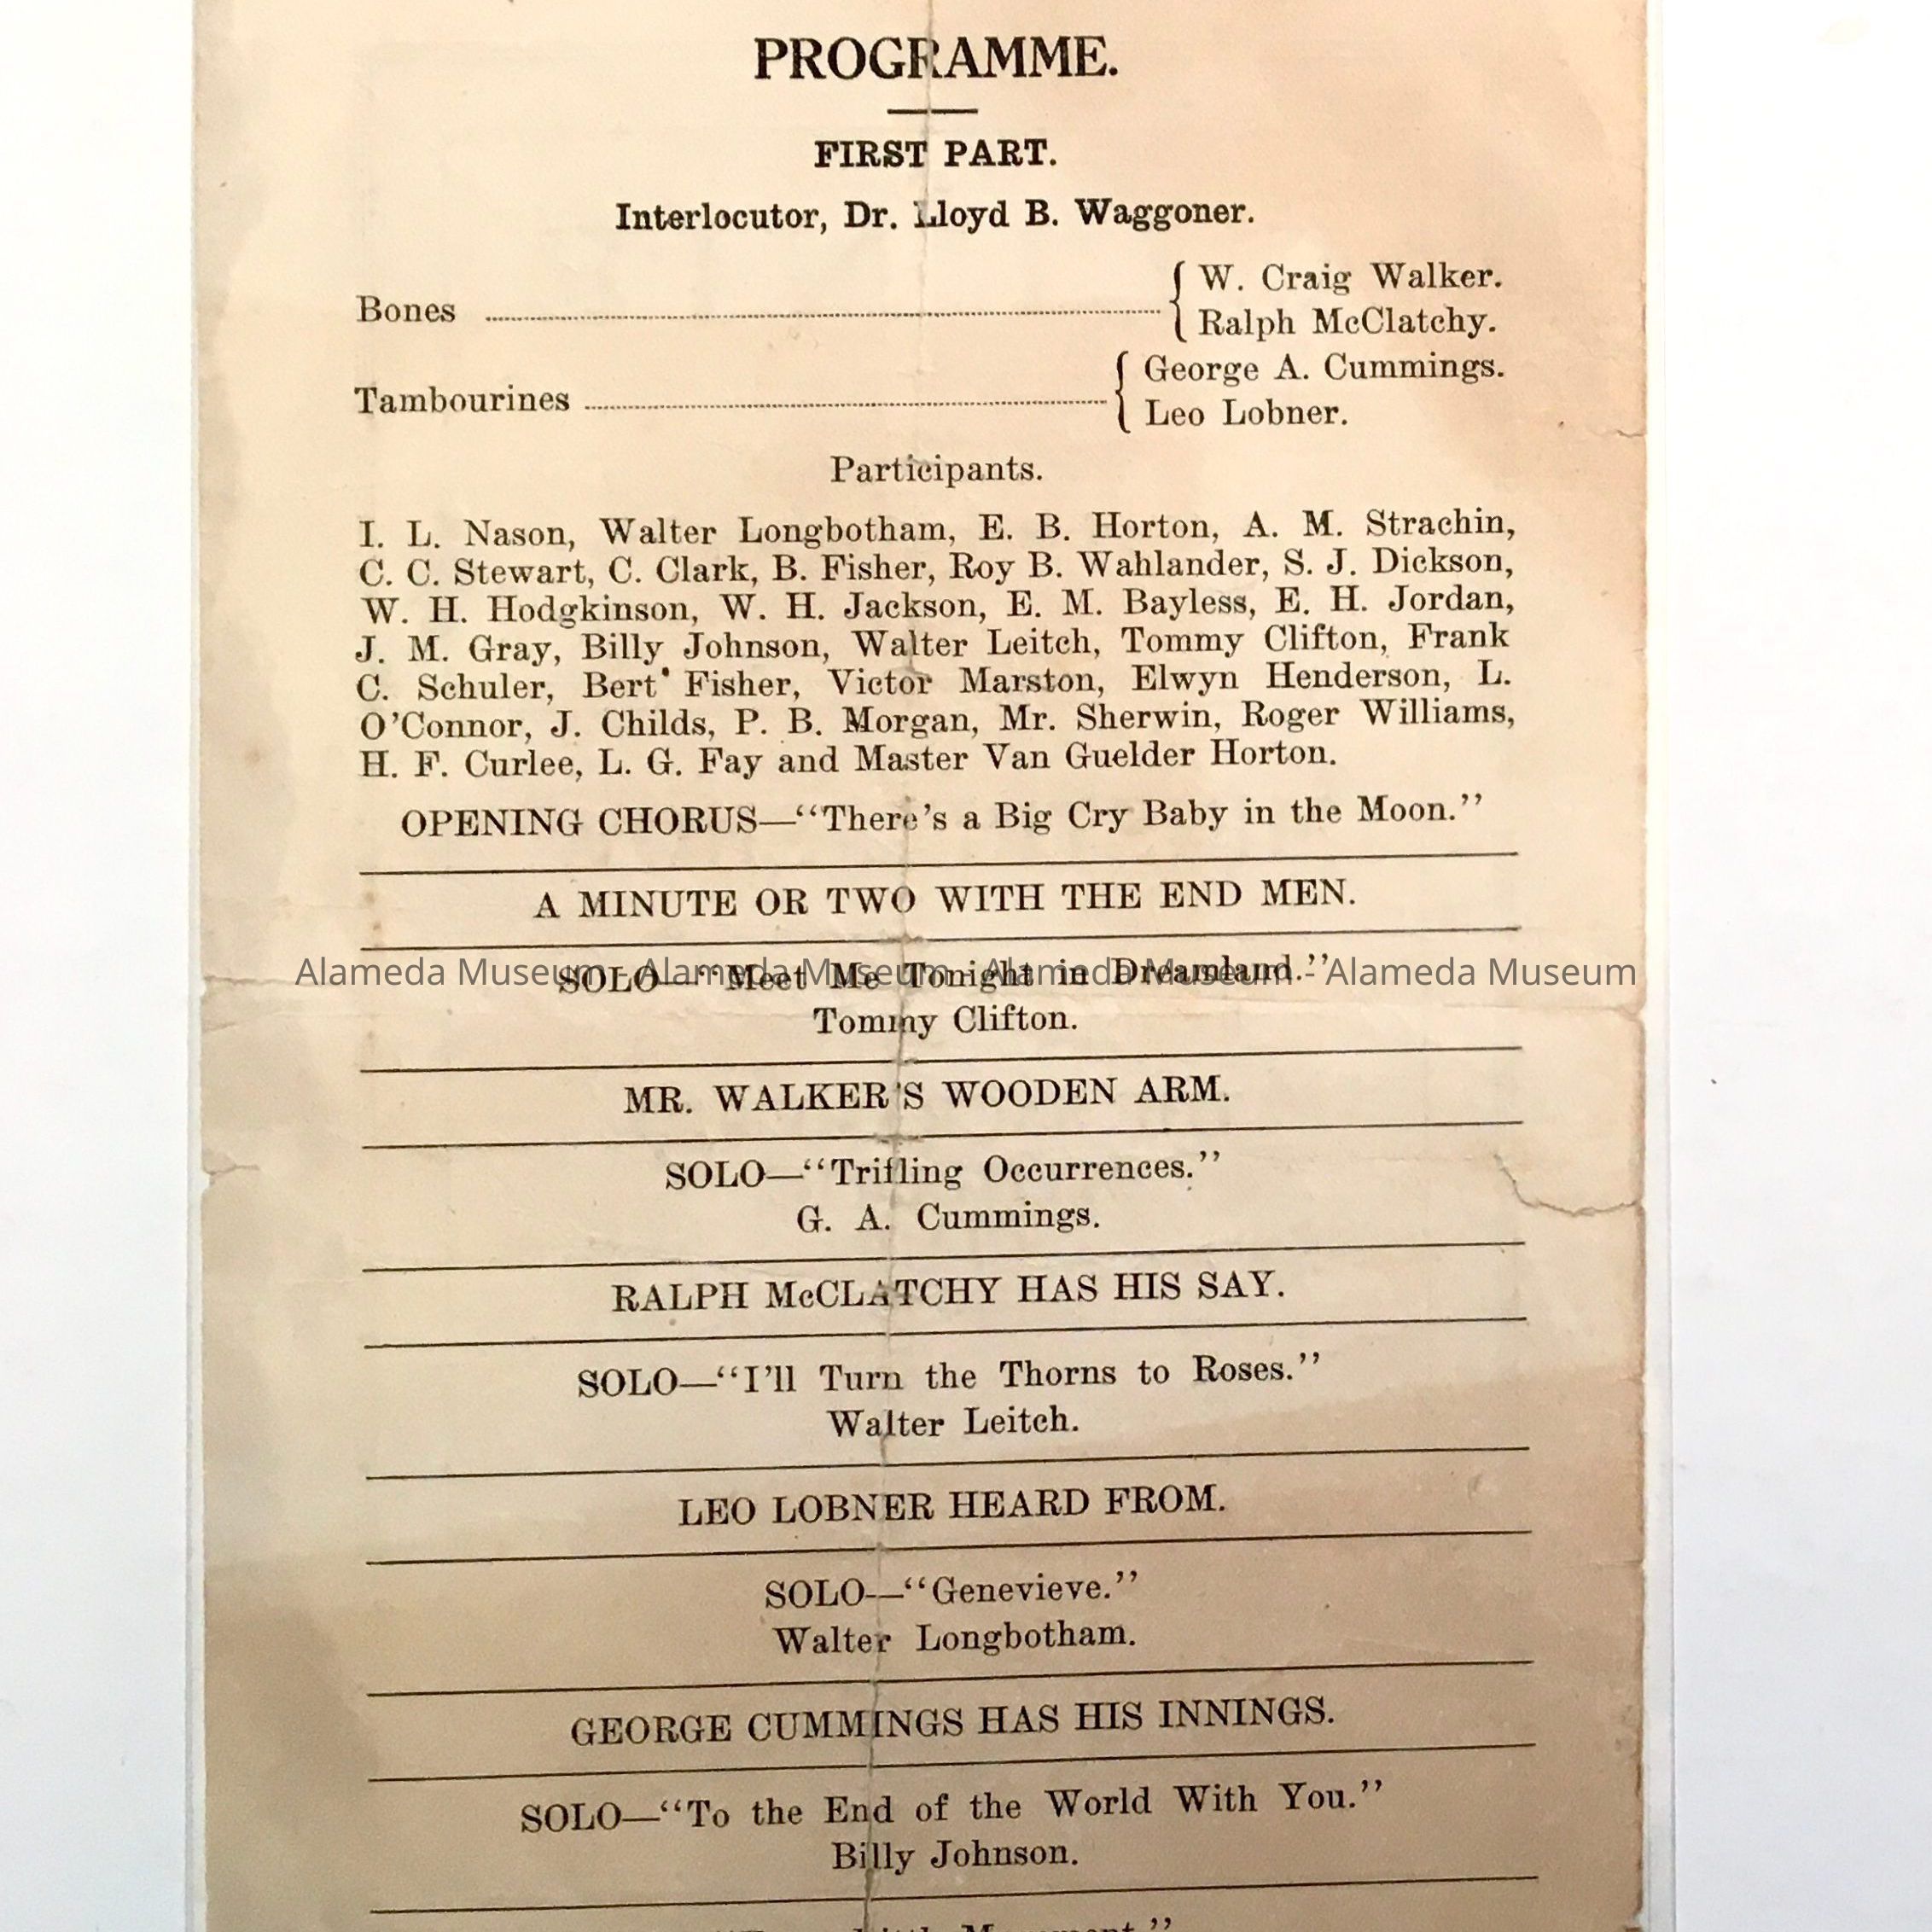 PROGRAMME.
FIRST PART.
Interlocutor, Dr. Lloyd B. Waggoner.
Bones { W. Craig Walker.
Ralph McClatchy.
Tambourines { George A. Cummings.
Leo Lobner.
Participants.
I. L. Nason, Walter Longbotham, E. B. Horton, A. M. Strachin,
C. C. Stewart, C. Clark, B. Fisher, Roy B. Wahlander, S. J. Dickson,
W. H. Hodgkinson, W. H. Jackson, E. M. Bayless, E. H. Jordan,
J. M. Gray, Billy Johnson, Walter Leitch, Tommy Clifton, Frank
C. Schuler, Bert Fisher, Victor Marston, Elwyn Henderson, L.
O'Connor, J. Childs, P. B. Morgan, Mr. Sherwin, Roger Williams,
H. F. Curlee, L. G. Fay and Master Van Guelder Horton.
OPENING CHORUS—"There's a Big Cry Baby in the Moon."
A MINUTE OR TWO WITH THE END MEN.
SOLO—"Meet Me Tonight in Dreamland."
Alameda Museum - Alameda Museum - Alameda Museum - Alameda Museum
Tommy Clifton.
MR. WALKER'S WOODEN ARM.
SOLO—"Trifling Occurrences."
G. A. Cummings.
RALPH McCLATCHY HAS HIS SAY.
SOLO—"I'll Turn the Thorns to Roses."
Walter Leitch.
LEO LOBNER HEARD FROM.
SOLO—"Genevieve."
Walter Longbotham.
GEORGE CUMMINGS HAS HIS INNINGS.
SOLO—"To the End of the World With You."
Billy Johnson.